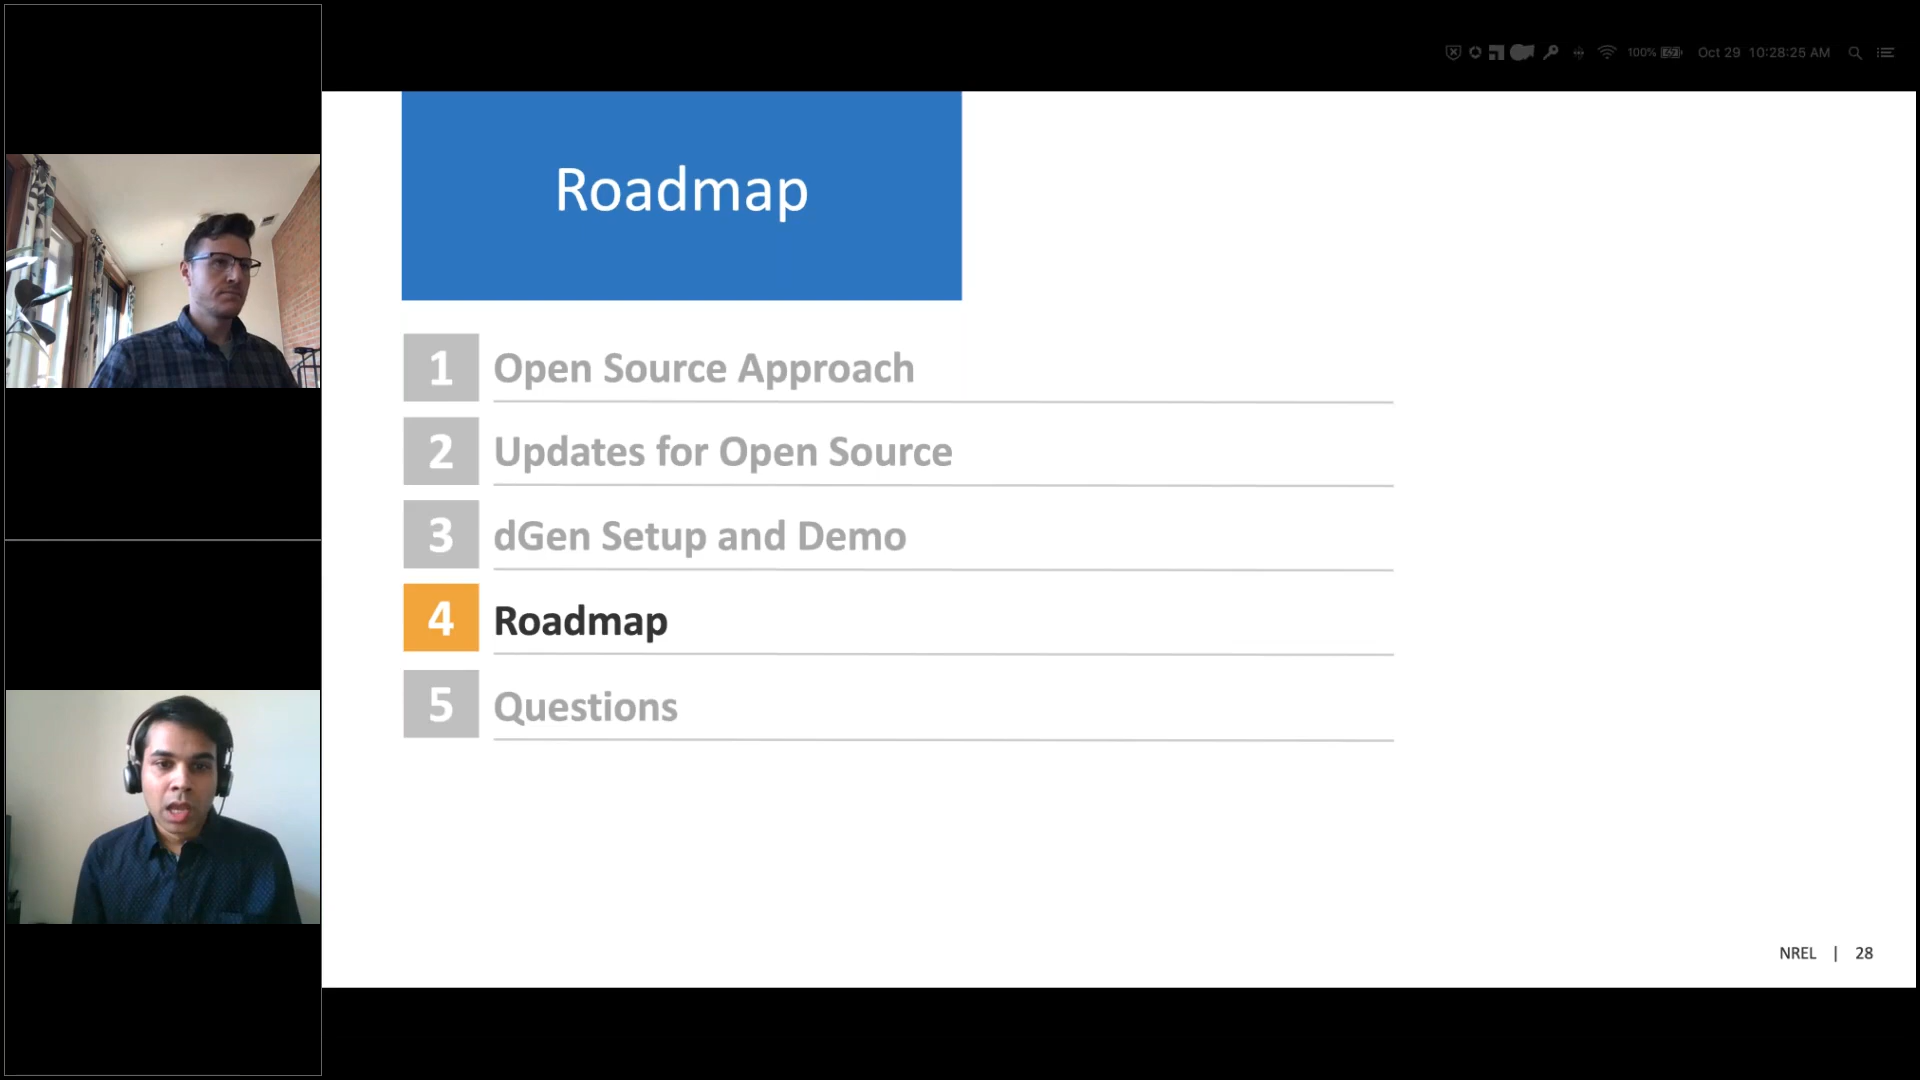 100% Oct 29 10:28:25 AM
Roadmap
1 Open Source Approach
2 Updates for Open Source
3 dGen Setup and Demo
4 Roadmap
5 Questions
NREL | 28